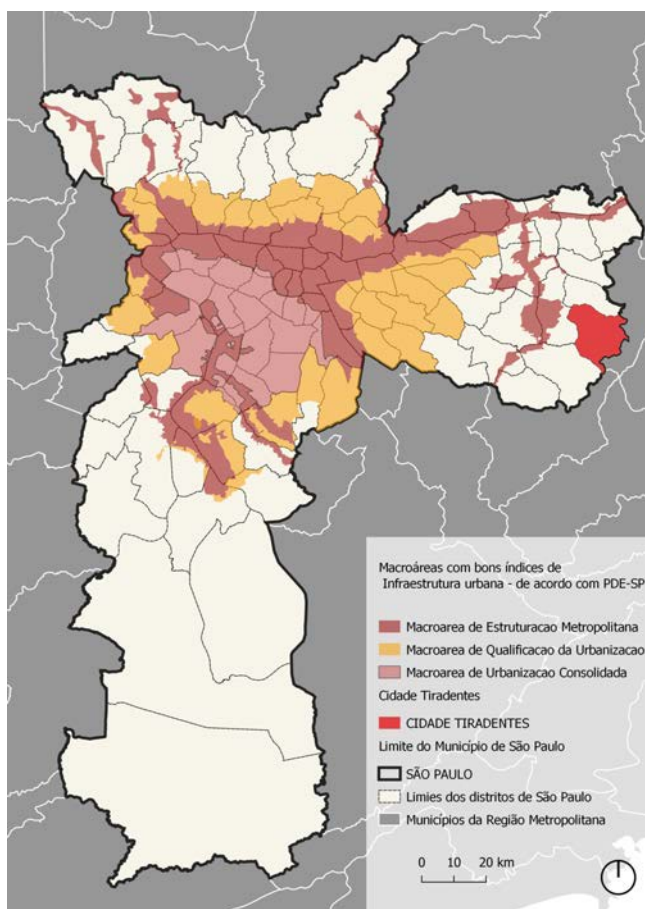 Macroáreas com bons índices de
Infraestrutura urbana - de acordo com PDE-SP
Macroarea de Estruturacao Metropolitana
Macroarea de Qualificacao da Urbanizacao
Macroarea de Urbanizacao Consolidada
Cidade Tiradentes
CIDADE TIRADENTES
Limite do Município de São Paulo
SÃO PAULO
Limies dos distritos de São Paulo
Municípios da Região Metropolitana
0 10 20 km